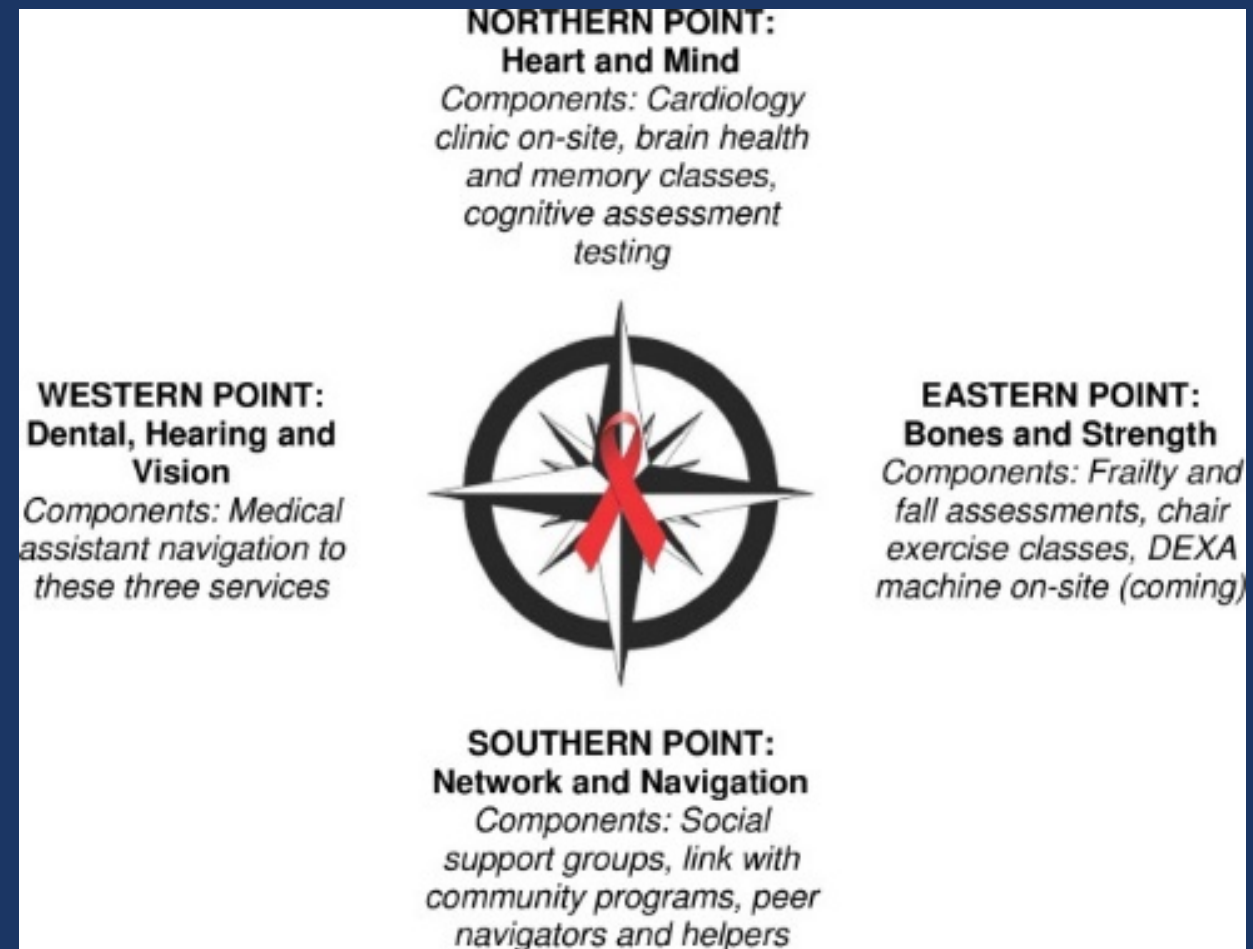 NORTHERN POINT:
Heart and Mind
Components: Cardiology
clinic on-site, brain health
and memory classes,
cognitive assessment
testing
WESTERN POINT:
Dental, Hearing and
Vision
Components: Medical
assistant navigation to
these three services
EASTERN POINT:
Bones and Strength
Components: Frailty and
fall assessments, chair
exercise classes, DEXA
machine on-site (coming)
SOUTHERN POINT:
Network and Navigation
Components: Social
support groups, link with
community programs, peer
navigators and helpers